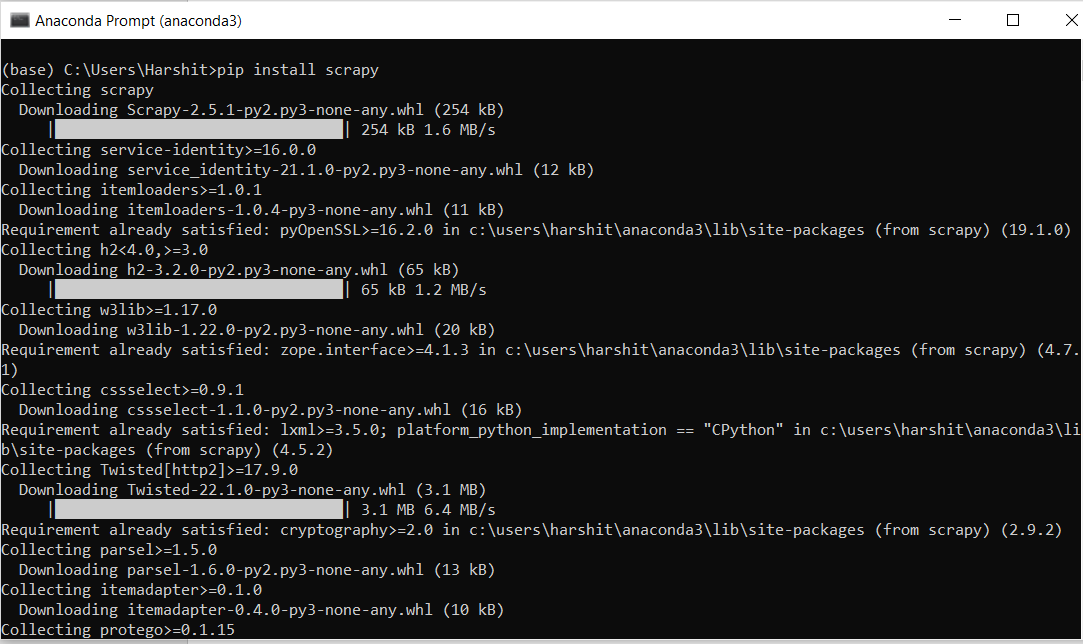 Anaconda Prompt (anaconda3)
(base) C:\Users\Harshit>pip install scrapy
Collecting scrapy
  Downloading Scrapy-2.5.1-py2.py3-none-any.whl (254 kB)
     |                                | 254 kB 1.6 MB/s
Collecting service-identity>=16.0.0
  Downloading service_identity-21.1.0-py2.py3-none-any.whl (12 kB)
Collecting itemloaders>=1.0.1
  Downloading itemloaders-1.0.4-py3-none-any.whl (11 kB)
Requirement already satisfied: pyOpenSSL>=16.2.0 in c:\users\harshit\anaconda3\lib\site-packages (from scrapy) (19.1.0)
Collecting h2<4.0,>=3.0
  Downloading h2-3.2.0-py2.py3-none-any.whl (65 kB)
     |                                | 65 kB 1.2 MB/s
Collecting w3lib>=1.17.0
  Downloading w3lib-1.22.0-py2.py3-none-any.whl (20 kB)
Requirement already satisfied: zope.interface>=4.1.3 in c:\users\harshit\anaconda3\lib\site-packages (from scrapy) (4.7.
1)
Collecting cssselect>=0.9.1
  Downloading cssselect-1.1.0-py2.py3-none-any.whl (16 kB)
Requirement already satisfied: lxml>=3.5.0; platform_python_implementation == "CPython" in c:\users\harshit\anaconda3\li
b\site-packages (from scrapy) (4.5.2)
Collecting Twisted[http2]>=17.9.0
  Downloading Twisted-22.1.0-py3-none-any.whl (3.1 MB)
     |                                | 3.1 MB 6.4 MB/s
Requirement already satisfied: cryptography>=2.0 in c:\users\harshit\anaconda3\lib\site-packages (from scrapy) (2.9.2)
Collecting parsel>=1.5.0
  Downloading parsel-1.6.0-py2.py3-none-any.whl (13 kB)
Collecting itemadapter>=0.1.0
  Downloading itemadapter-0.4.0-py3-none-any.whl (10 kB)
Collecting protego>=0.1.15